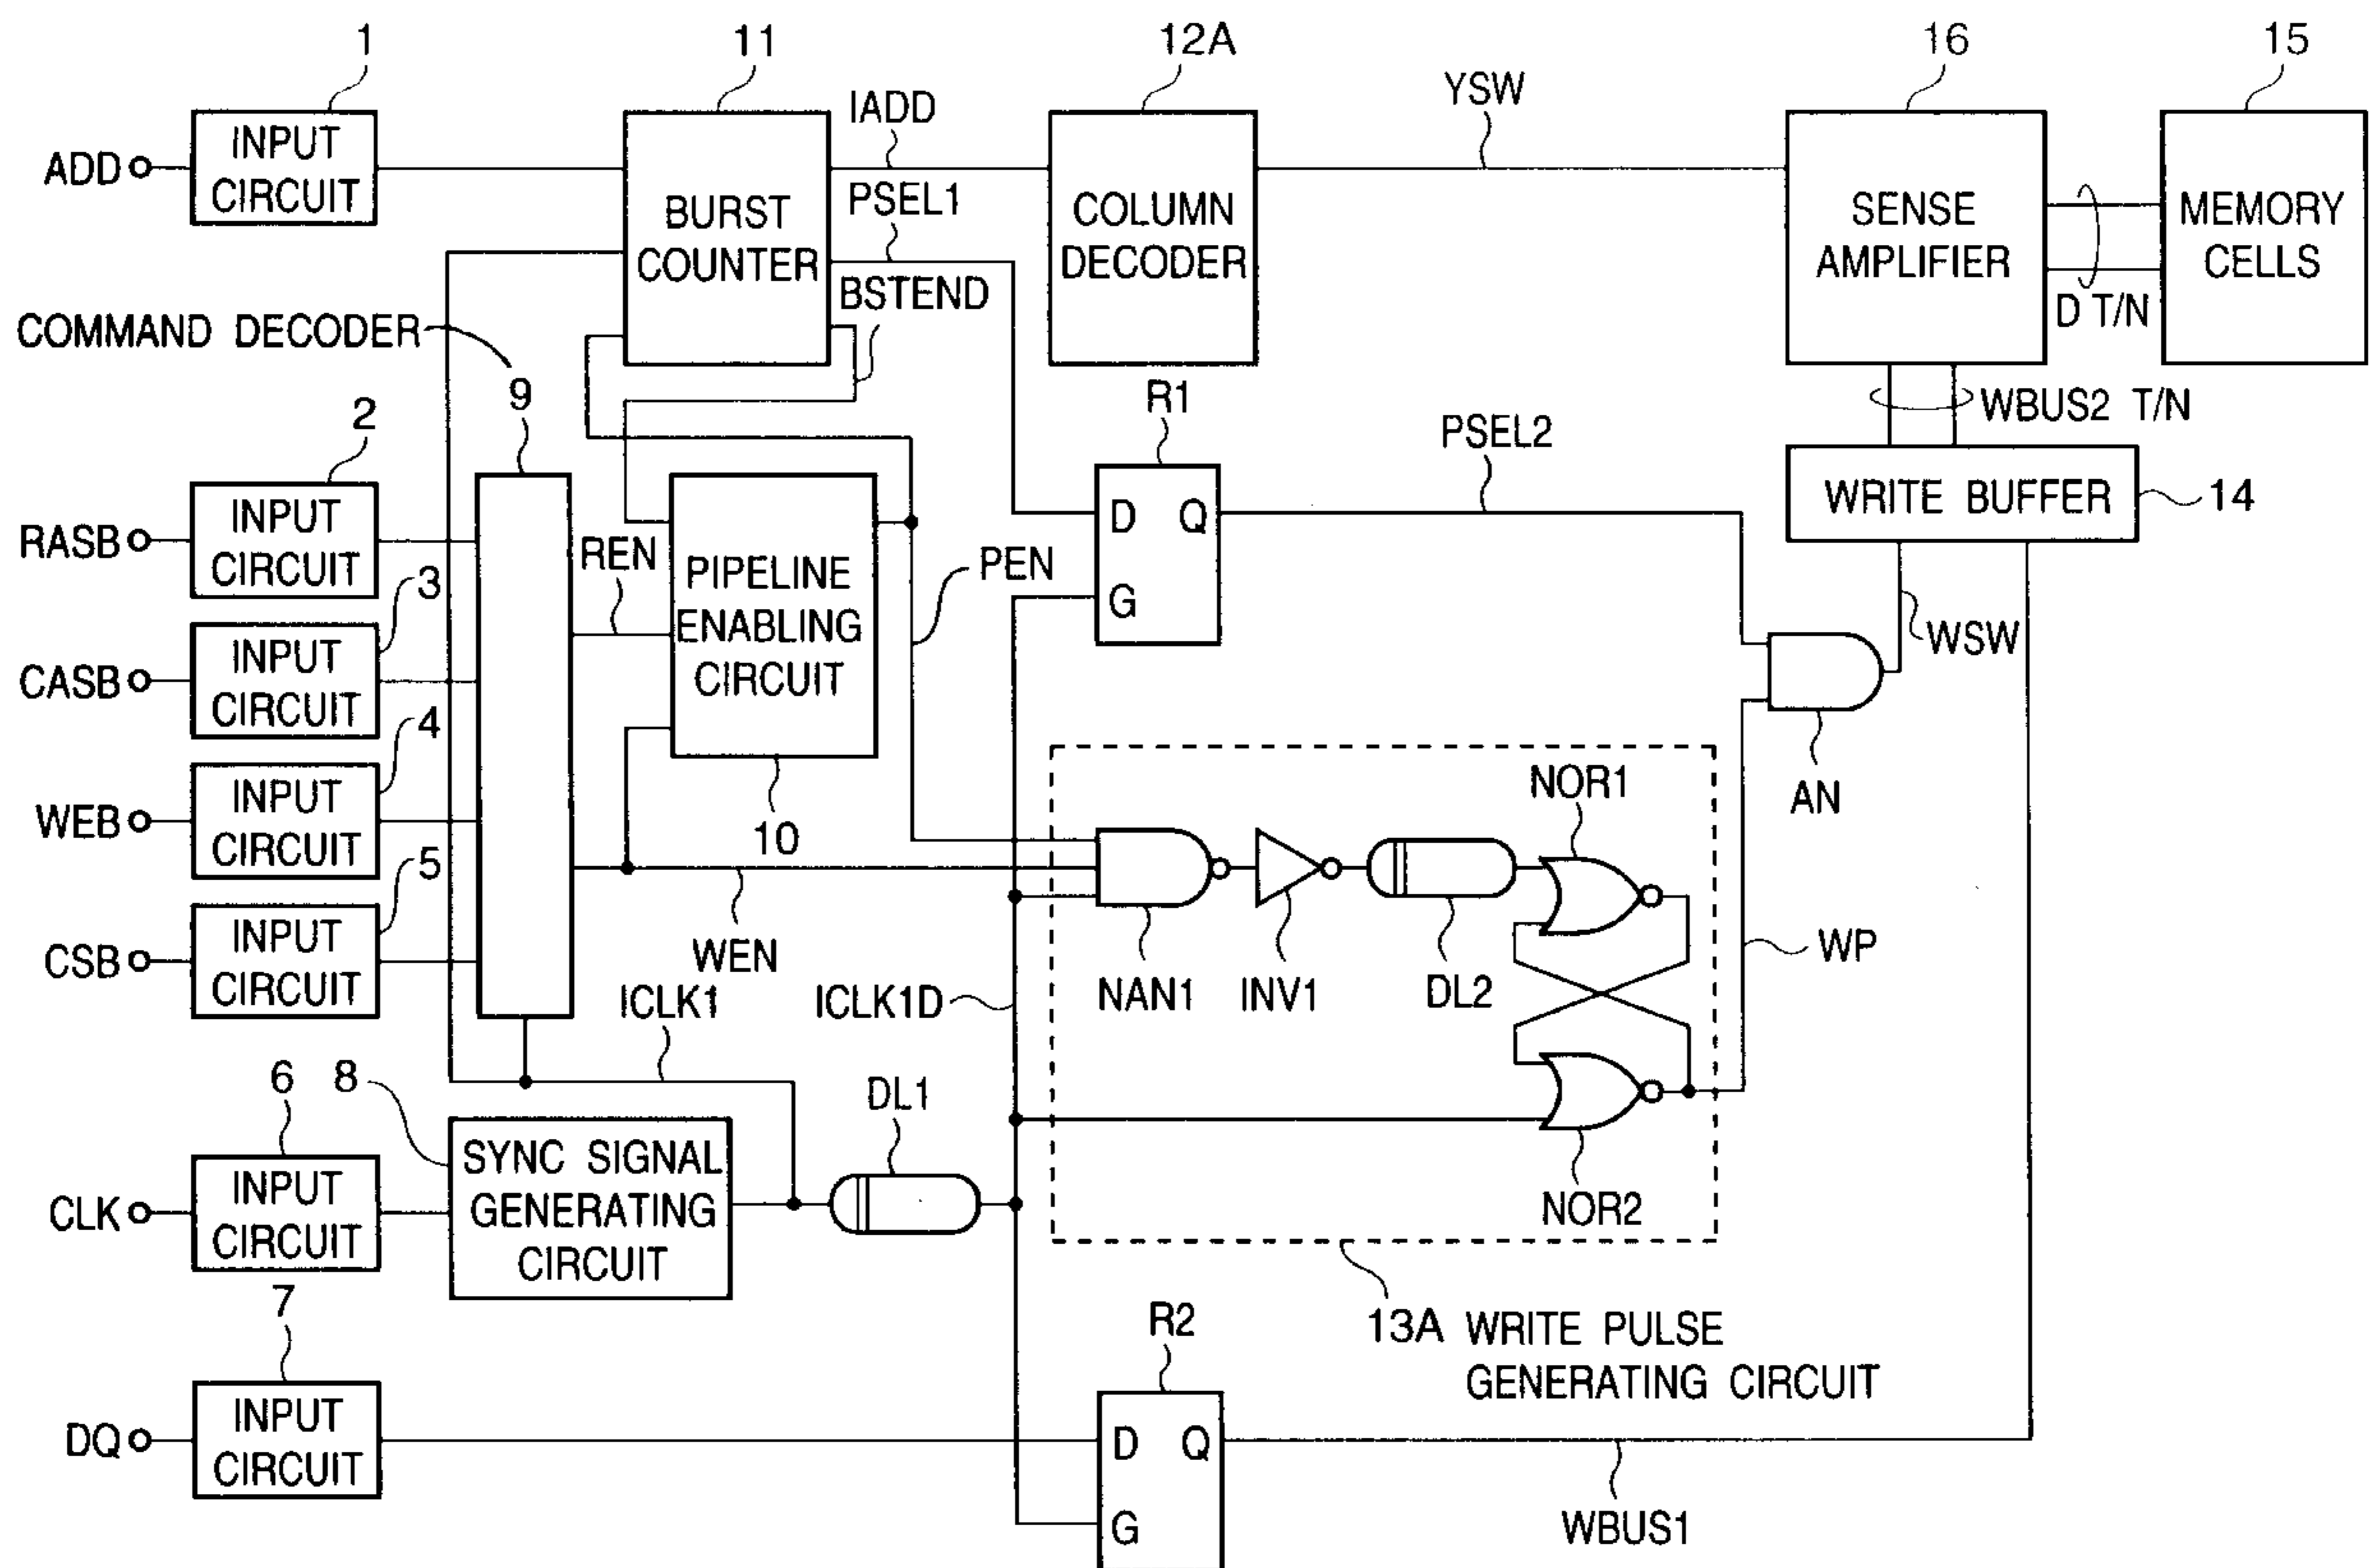 1
11
12A
16
15
IADD
YSW
ADD
INPUT
CIRCUIT
BURST
COUNTER
PSEL1
BSTEND
COLUMN
DECODER
SENSE
AMPLIFIER
MEMORY
CELLS
D T/N
COMMAND DECODER
9
R1
WBUS2 T/N
2
PSEL2
RASB
INPUT
CIRCUIT
REN
PIPELINE
ENABLING
CIRCUIT
PEN
D Q
G
WRITE BUFFER
14
3
CASB
INPUT
CIRCUIT
WSW
4
WEB
INPUT
CIRCUIT
10
NOR1
AN
5
CSB
INPUT
CIRCUIT
WEN
ICLK1
ICLK1D
NAN1
INV1
DL2
WP
6
8
DL1
CLK
INPUT
CIRCUIT
SYNC SIGNAL
GENERATING
CIRCUIT
NOR2
7
R2
13A WRITE PULSE
GENERATING CIRCUIT
DQ
INPUT
CIRCUIT
D Q
G
WBUS1